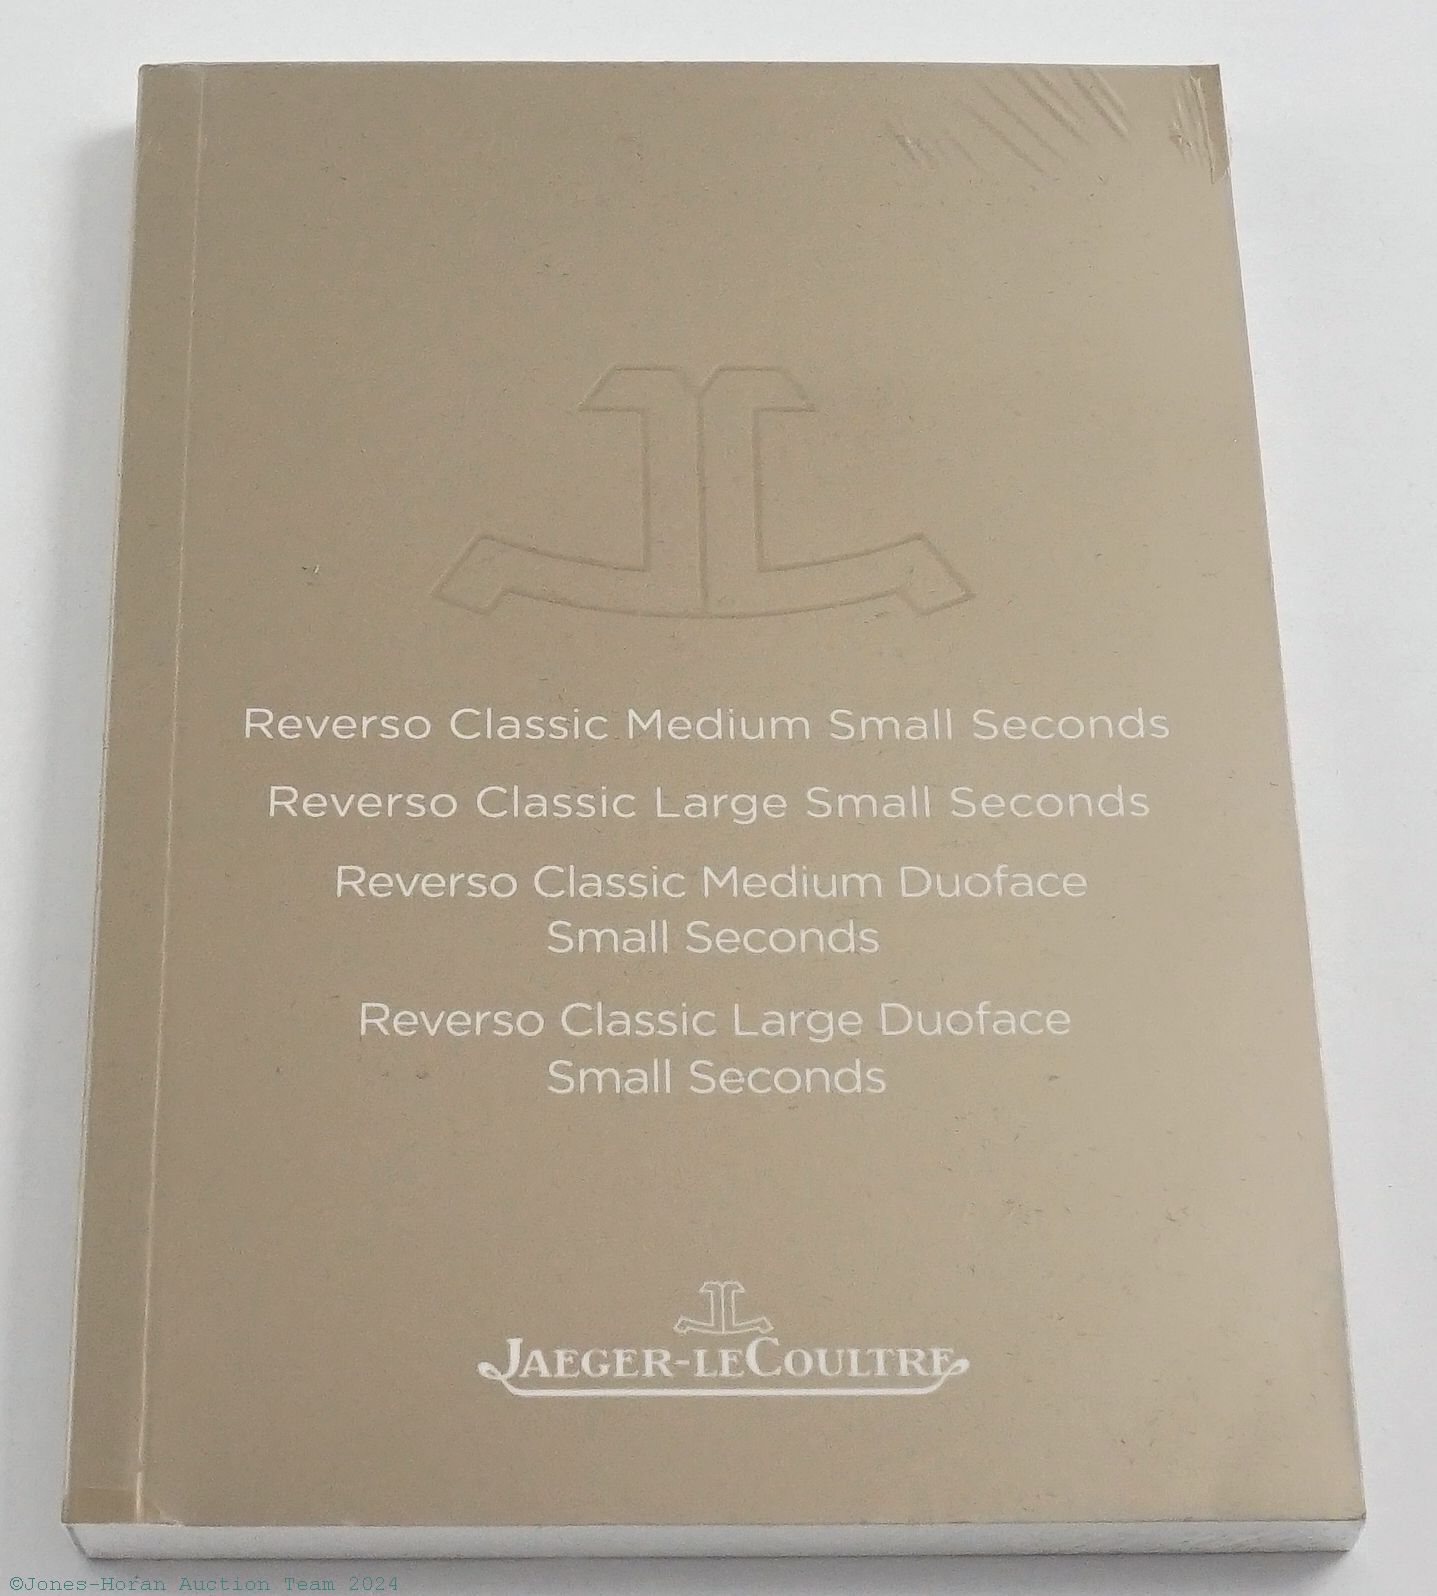 Reverso Classic Medium Small Seconds
Reverso Classic Large Small Seconds
Reverso Classic Medium Duoface
Small Seconds
Reverso Classic Large Duoface
Small Seconds
JAEGER-LECOULTRE
©Jones-Horan Auction Team 2024